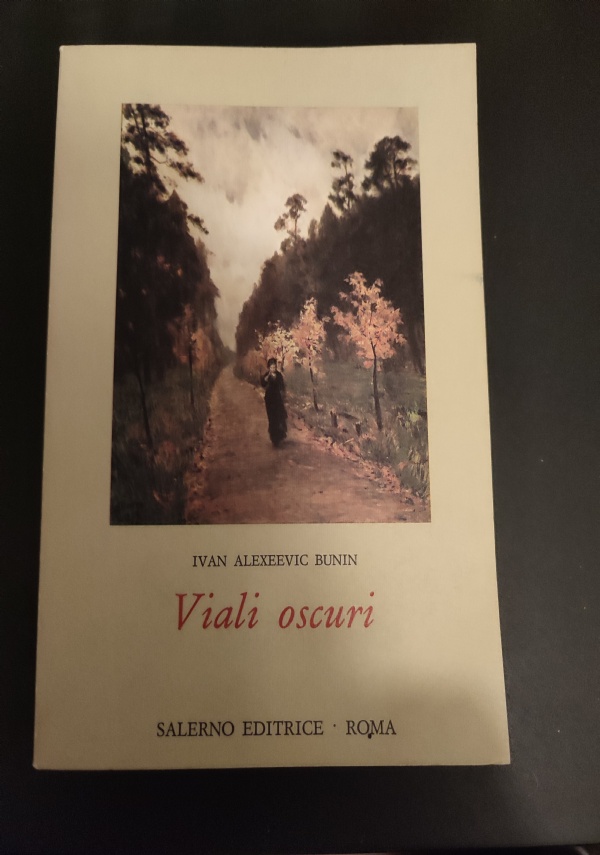 IVAN ALEXEEVIC BUNIN
Viali oscuri
SALERNO EDITRICE · ROMA